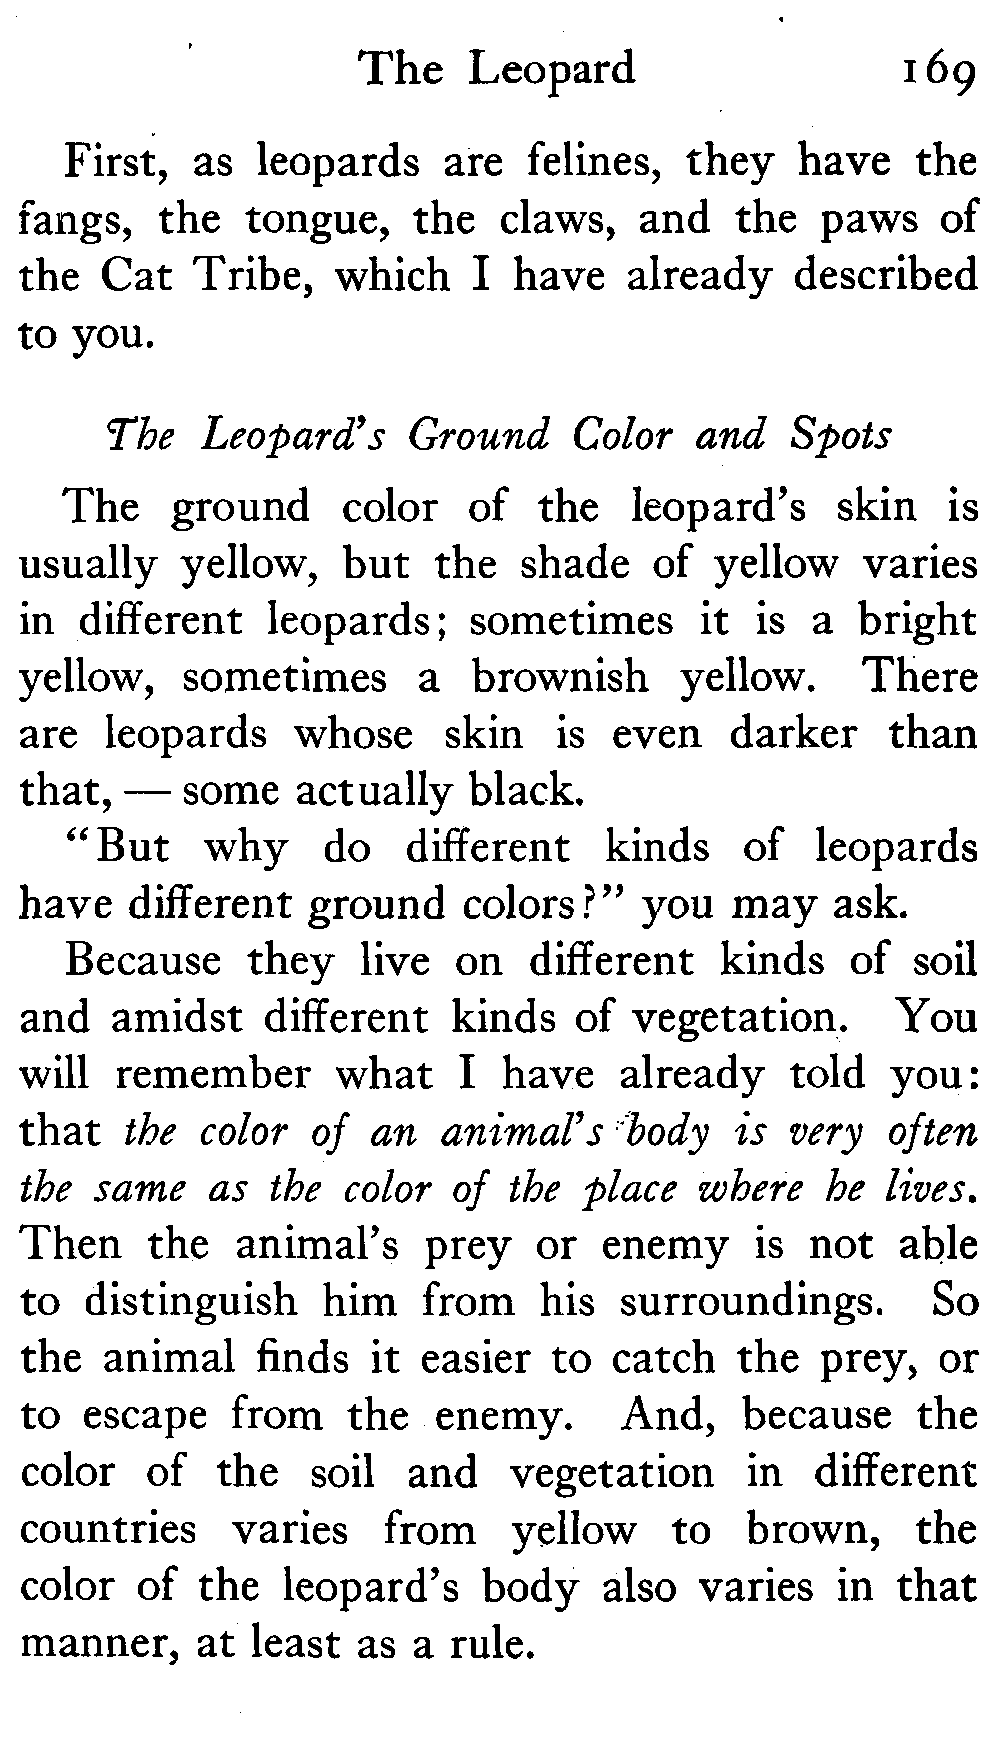 The Leopard 169
First, as leopards are felines, they have the
fangs, the tongue, the claws, and the paws of
the Cat Tribe, which I have already described
to you.
The Leopard's Ground Color and Spots
The ground color of the leopard's skin is
usually yellow, but the shade of yellow varies
in different leopards; sometimes it is a bright
yellow, sometimes a brownish yellow. There
are leopards whose skin is even darker than
that, — some actually black.
"But why do different kinds of leopards
have different ground colors?" you may ask.
Because they live on different kinds of soil
and amidst different kinds of vegetation. You
will remember what I have already told you:
that the color of an animal's body is very often
the same as the color of the place where he lives.
Then the animal's prey or enemy is not able
to distinguish him from his surroundings. So
the animal finds it easier to catch the prey, or
to escape from the enemy. And, because the
color of the soil and vegetation in different
countries varies from yellow to brown, the
color of the leopard's body also varies in that
manner, at least as a rule.